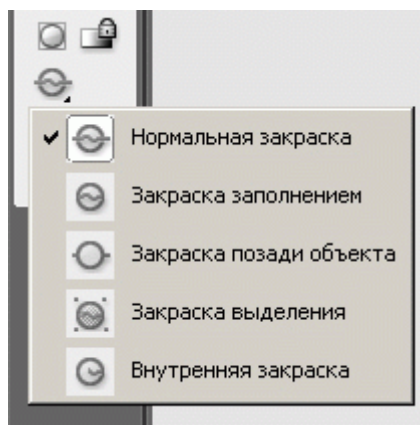 Нормальная закраска
Закраска заполнением
Закраска позади объекта
Закраска выделения
Внутренняя закраска